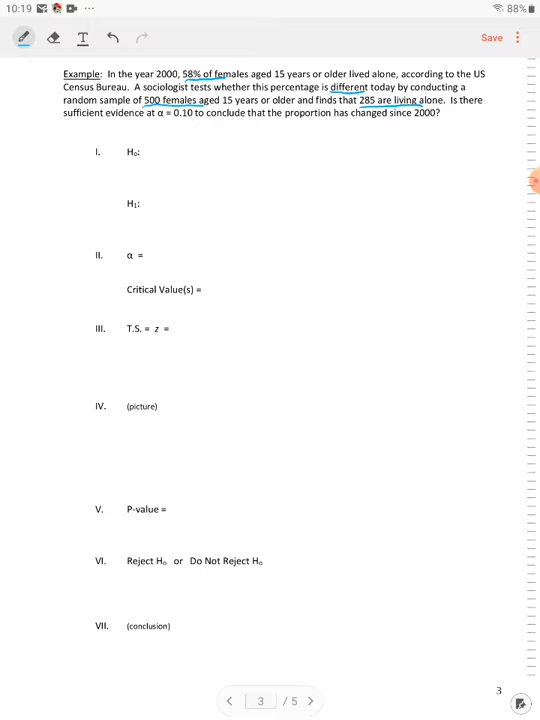 10:19 88%
T Save
Example: In the year 2000, 58% of females aged 15 years or older lived alone, according to the US
Census Bureau. A sociologist tests whether this percentage is different today by conducting a
random sample of 500 females aged 15 years or older and finds that 285 are living alone. Is there
sufficient evidence at α = 0.10 to conclude that the proportion has changed since 2000?
I. H₀:
H₁:
II. α =
Critical Value(s) =
III. T.S. = z =
IV. (picture)
V. P-value =
VI. Reject H₀ or Do Not Reject H₀
VII. (conclusion)
3
3 / 5